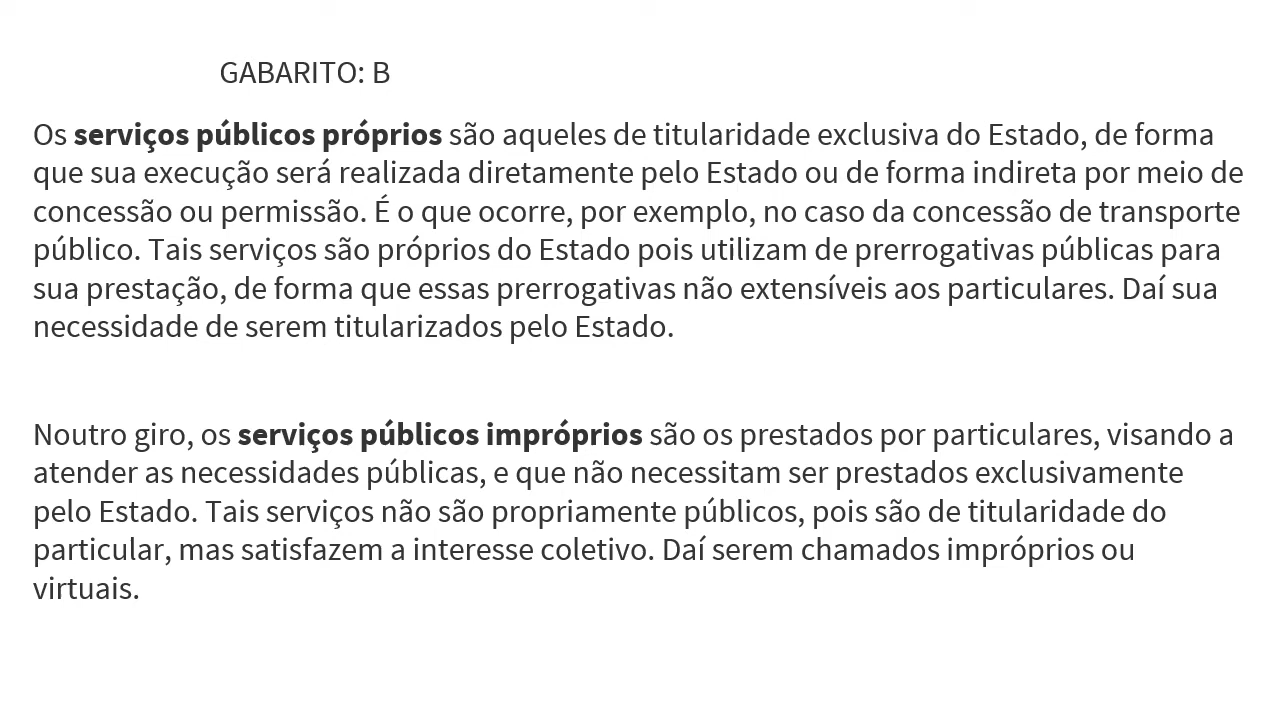 GABARITO: B
Os serviços públicos próprios são aqueles de titularidade exclusiva do Estado, de forma
que sua execução será realizada diretamente pelo Estado ou de forma indireta por meio de
concessão ou permissão. É o que ocorre, por exemplo, no caso da concessão de transporte
público. Tais serviços são próprios do Estado pois utilizam de prerrogativas públicas para
sua prestação, de forma que essas prerrogativas não extensíveis aos particulares. Daí sua
necessidade de serem titularizados pelo Estado.
Noutro giro, os serviços públicos impróprios são os prestados por particulares, visando a
atender as necessidades públicas, e que não necessitam ser prestados exclusivamente
pelo Estado. Tais serviços não são propriamente públicos, pois são de titularidade do
particular, mas satisfazem a interesse coletivo. Daí serem chamados impróprios ou
virtuais.